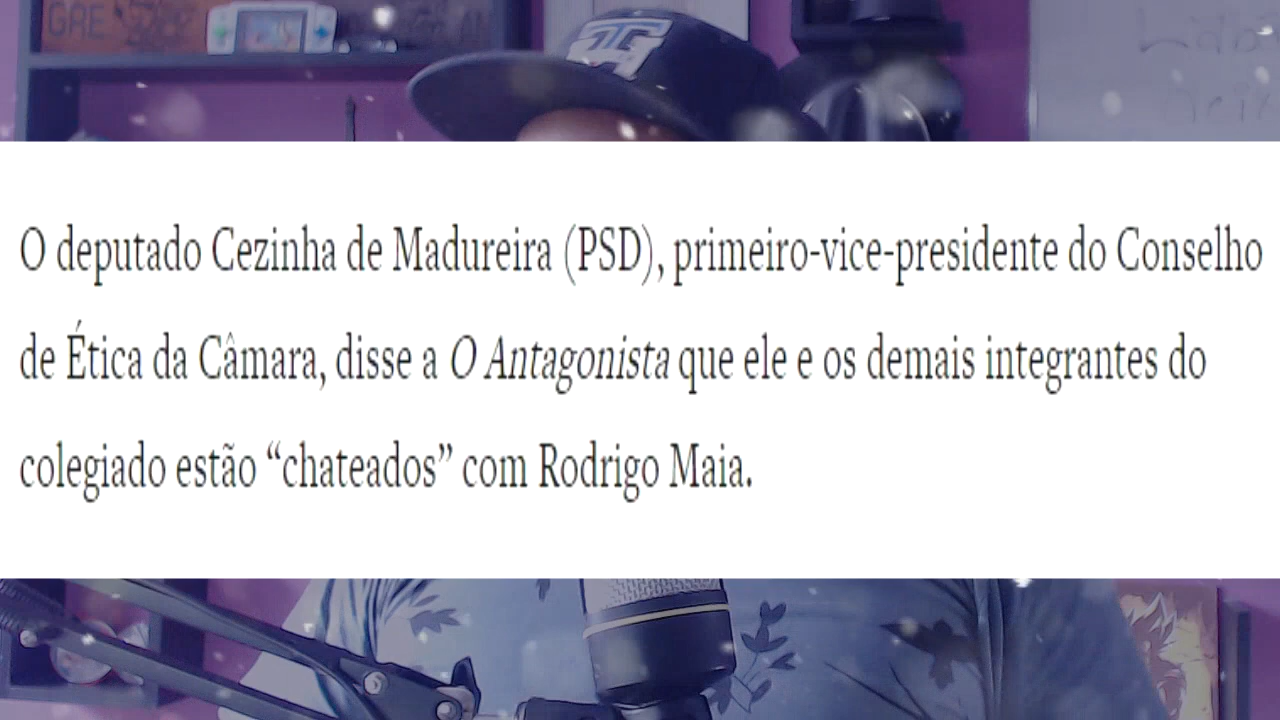 O deputado Cezinha de Madureira (PSD), primeiro-vice-presidente do Conselho
de Ética da Câmara, disse a O Antagonista que ele e os demais integrantes do
colegiado estão “chateados” com Rodrigo Maia.